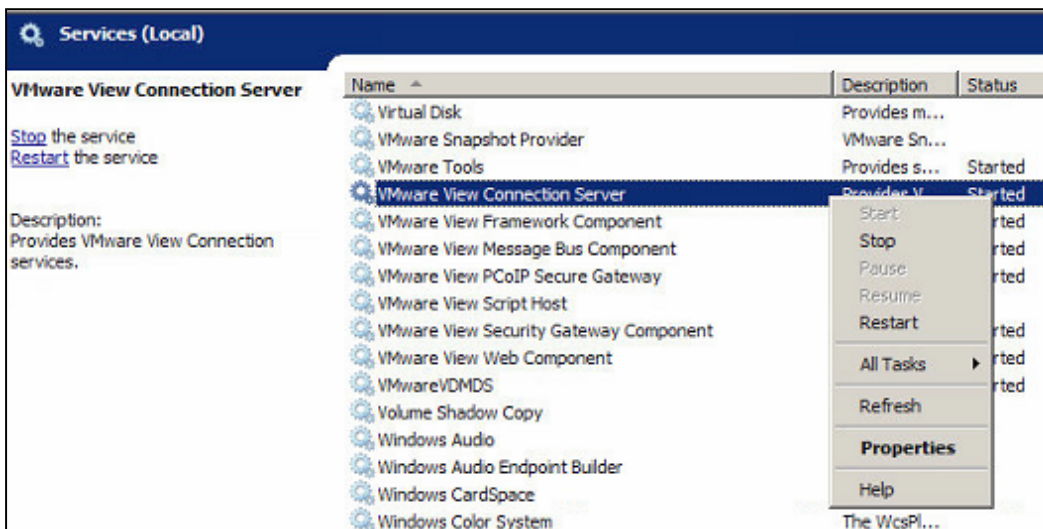 Services (Local)
VMware View Connection Server
Stop the service
Restart the service
Description:
Provides VMware View Connection
services.
Name Description Status
Virtual Disk Provides m...
VMware Snapshot Provider VMware Sn...
VMware Tools Provides s... Started
VMware View Connection Server Provides V... Started
VMware View Framework Component rted
VMware View Message Bus Component rted
VMware View PCoIP Secure Gateway rted
VMware View Script Host
VMware View Security Gateway Component rted
VMware View Web Component rted
VMwareVDMDS rted
Volume Shadow Copy
Windows Audio
Windows Audio Endpoint Builder
Windows CardSpace
Windows Color System The WcsPl...
Start
Stop
Pause
Resume
Restart
All Tasks
Refresh
Properties
Help